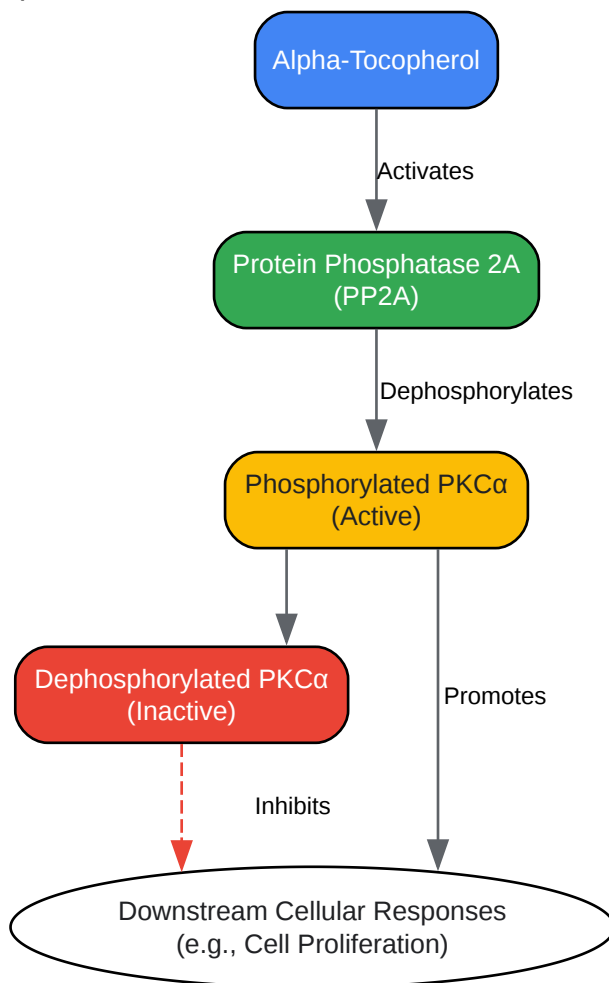 Alpha-Tocopherol
Activates
Protein Phosphatase 2A
(PP2A)
Dephosphorylates
Phosphorylated PKCα
(Active)
Dephosphorylated PKCα
(Inactive)
Promotes
Inhibits
Downstream Cellular Responses
(e.g., Cell Proliferation)